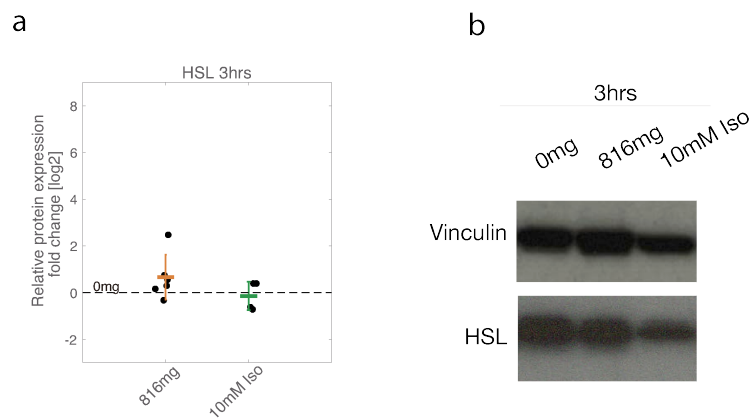 a
HSL 3hrs
Relative protein expression
fold change [log2]
8
6
4
2
0
-2
0mg
816mg
10mM Iso
b
3hrs
0mg
816mg
10mM Iso
Vinculin
HSL